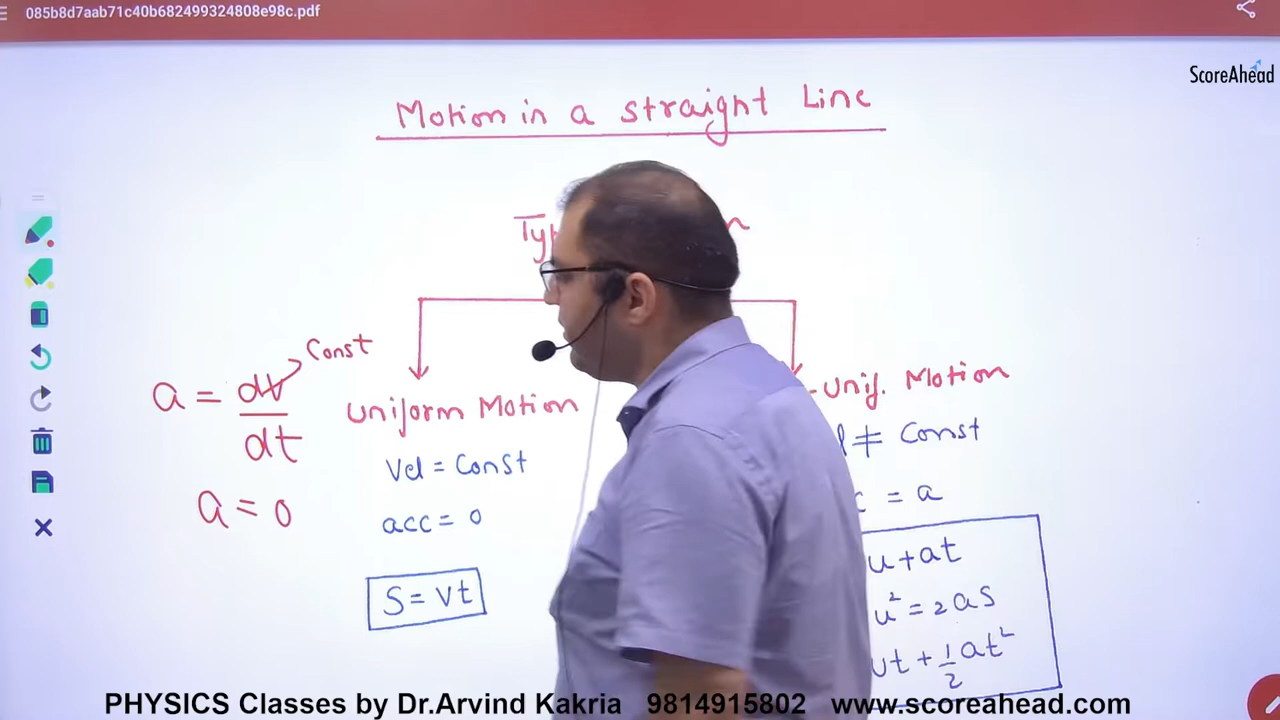 085b8d7aab71c40b682499324808e98c.pdf
ScoreAhead
Motion in a straight Line
a = dv/dt
Const
a = 0
Uniform Motion
Vel = Const
acc = 0
S = Vt
-Unif. Motion
≠ Const
= a
u + at
u² = 2as
ut + 1/2 at²
PHYSICS Classes by Dr.Arvind Kakria 9814915802 www.scoreahead.com